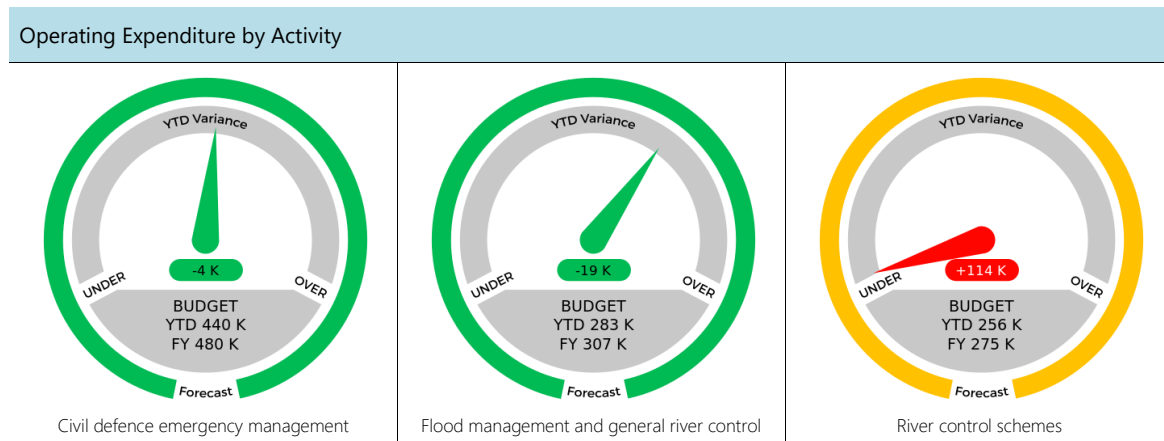 Operating Expenditure by Activity
YTD Variance
-4 K
UNDER
OVER
BUDGET
YTD 440 K
FY 480 K
Forecast
Civil defence emergency management
YTD Variance
-19 K
UNDER
OVER
BUDGET
YTD 283 K
FY 307 K
Forecast
Flood management and general river control
YTD Variance
+114 K
UNDER
OVER
BUDGET
YTD 256 K
FY 275 K
Forecast
River control schemes